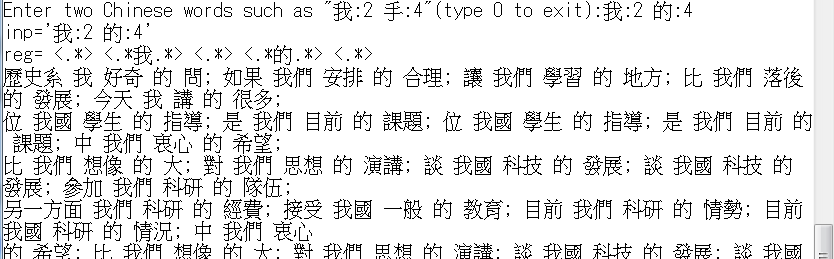 Enter two Chinese words such as "我:2 手:4"(type 0 to exit):我:2 的:4
inp='我:2 的:4'
reg= <.*> <.*我.*> <.*> <.*的.*> <.*>
歷史系 我 好奇 的 問; 如果 我們 安排 的 合理; 讓 我們 學習 的 地方; 比 我們 落後
的 發展; 今天 我 講 的 很多;
位 我國 學生 的 指導; 是 我們 目前 的 課題; 位 我國 學生 的 指導; 是 我們 目前 的
課題; 中 我們 衷心 的 希望;
比 我們 想像 的 大; 對 我們 思想 的 演講; 談 我國 科技 的 發展; 談 我國 科技 的
發展; 參加 我們 科研 的 隊伍;
另一方面 我們 科研 的 經費; 接受 我國 一般 的 教育; 目前 我們 科研 的 情勢; 目前
我國 科研 的 情況; 中 我們 衷心
的 希望; 比 我們 想像 的 大; 對 我們 思想 的 演講; 談 我國 科技 的 發展; 談 我國